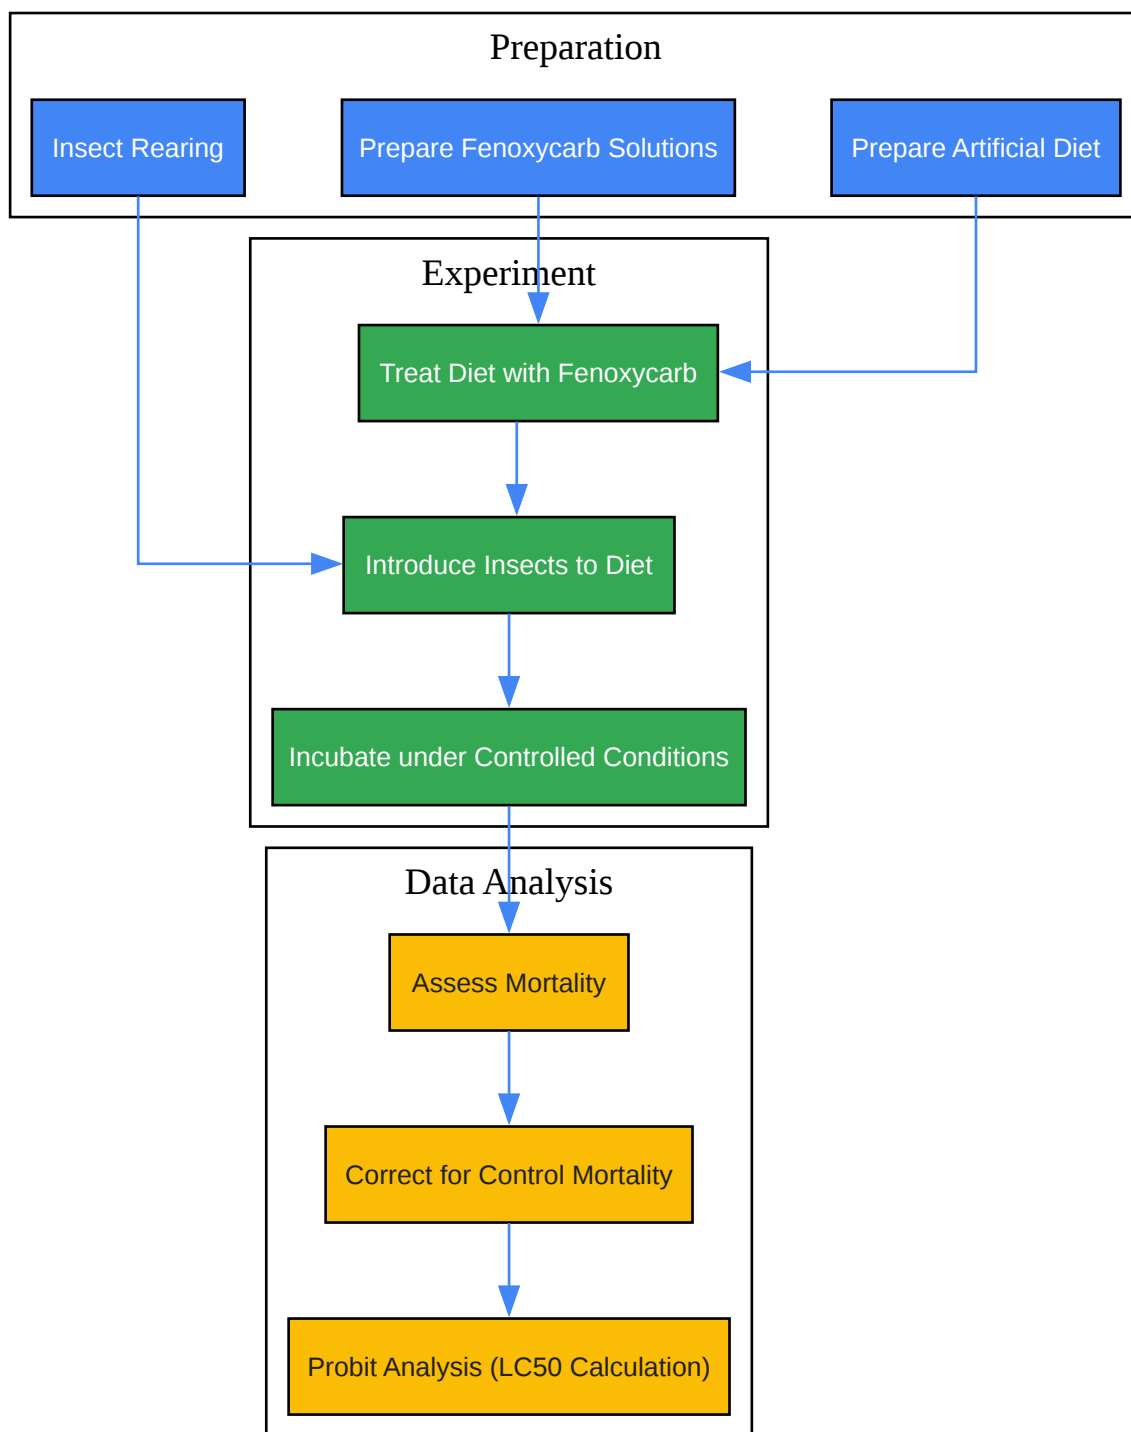 Preparation
Insect Rearing
Prepare Fenoxycarb Solutions
Prepare Artificial Diet
Experiment
Treat Diet with Fenoxycarb
Introduce Insects to Diet
Incubate under Controlled Conditions
Data Analysis
Assess Mortality
Correct for Control Mortality
Probit Analysis (LC50 Calculation)